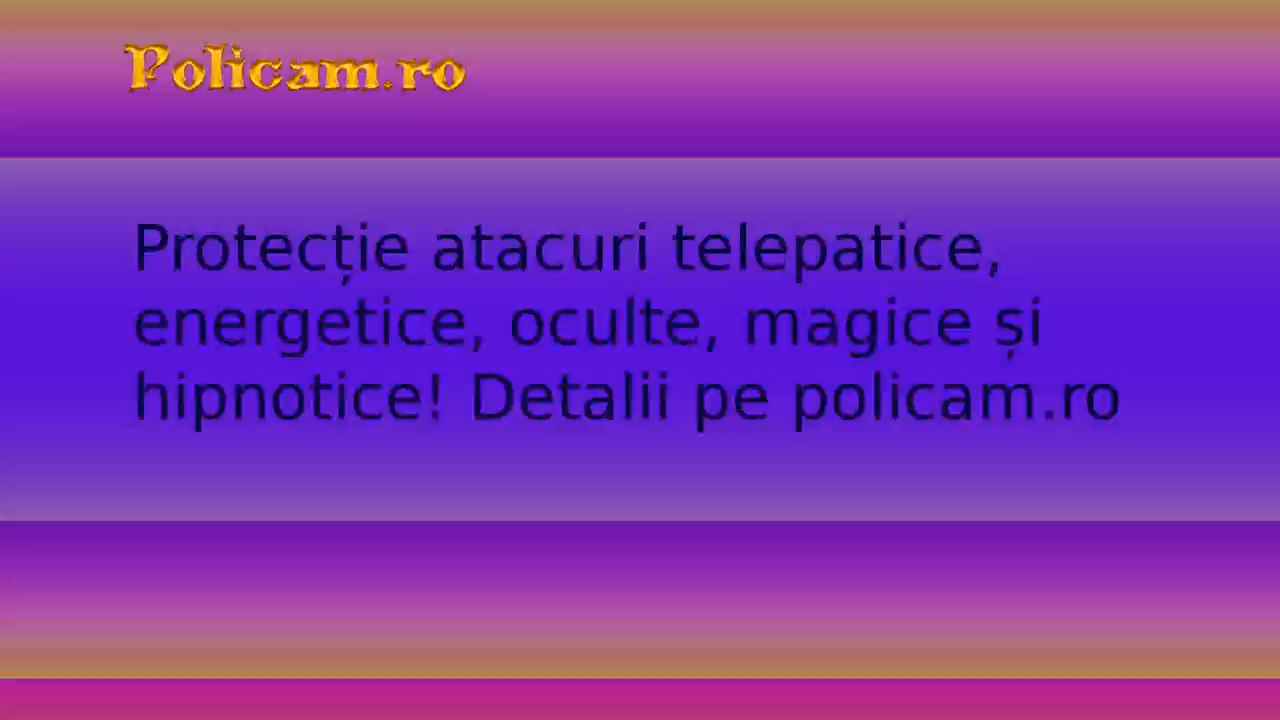 Policam.ro
Protecție atacuri telepatice,
energetice, oculte, magice și
hipnotice! Detalii pe policam.ro